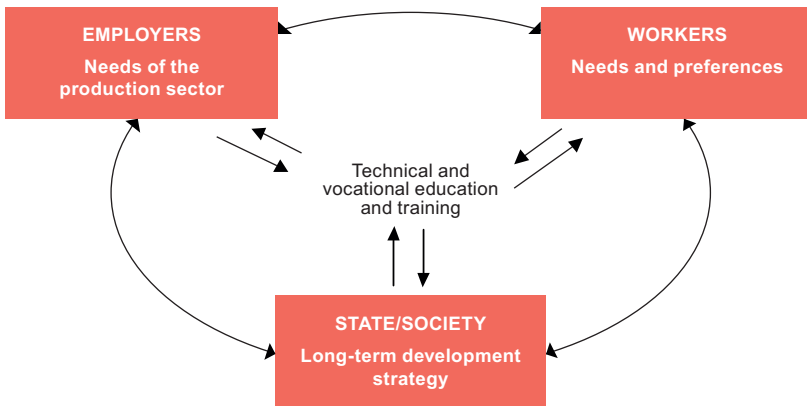 EMPLOYERS
Needs of the
production sector
WORKERS
Needs and preferences
Technical and
vocational education
and training
STATE/SOCIETY
Long-term development
strategy